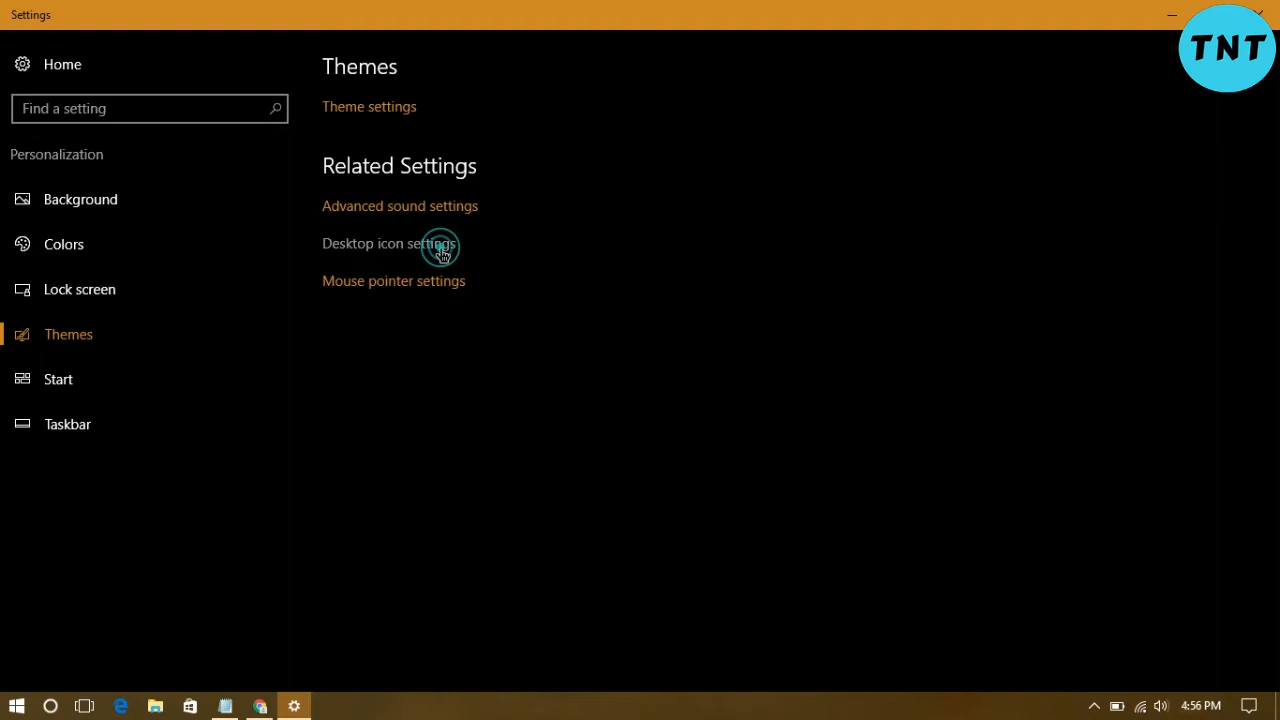 Settings
TNT
Home
Find a setting
Personalization
Background
Colors
Lock screen
Themes
Start
Taskbar
Themes
Theme settings
Related Settings
Advanced sound settings
Desktop icon settings
Mouse pointer settings
4:56 PM